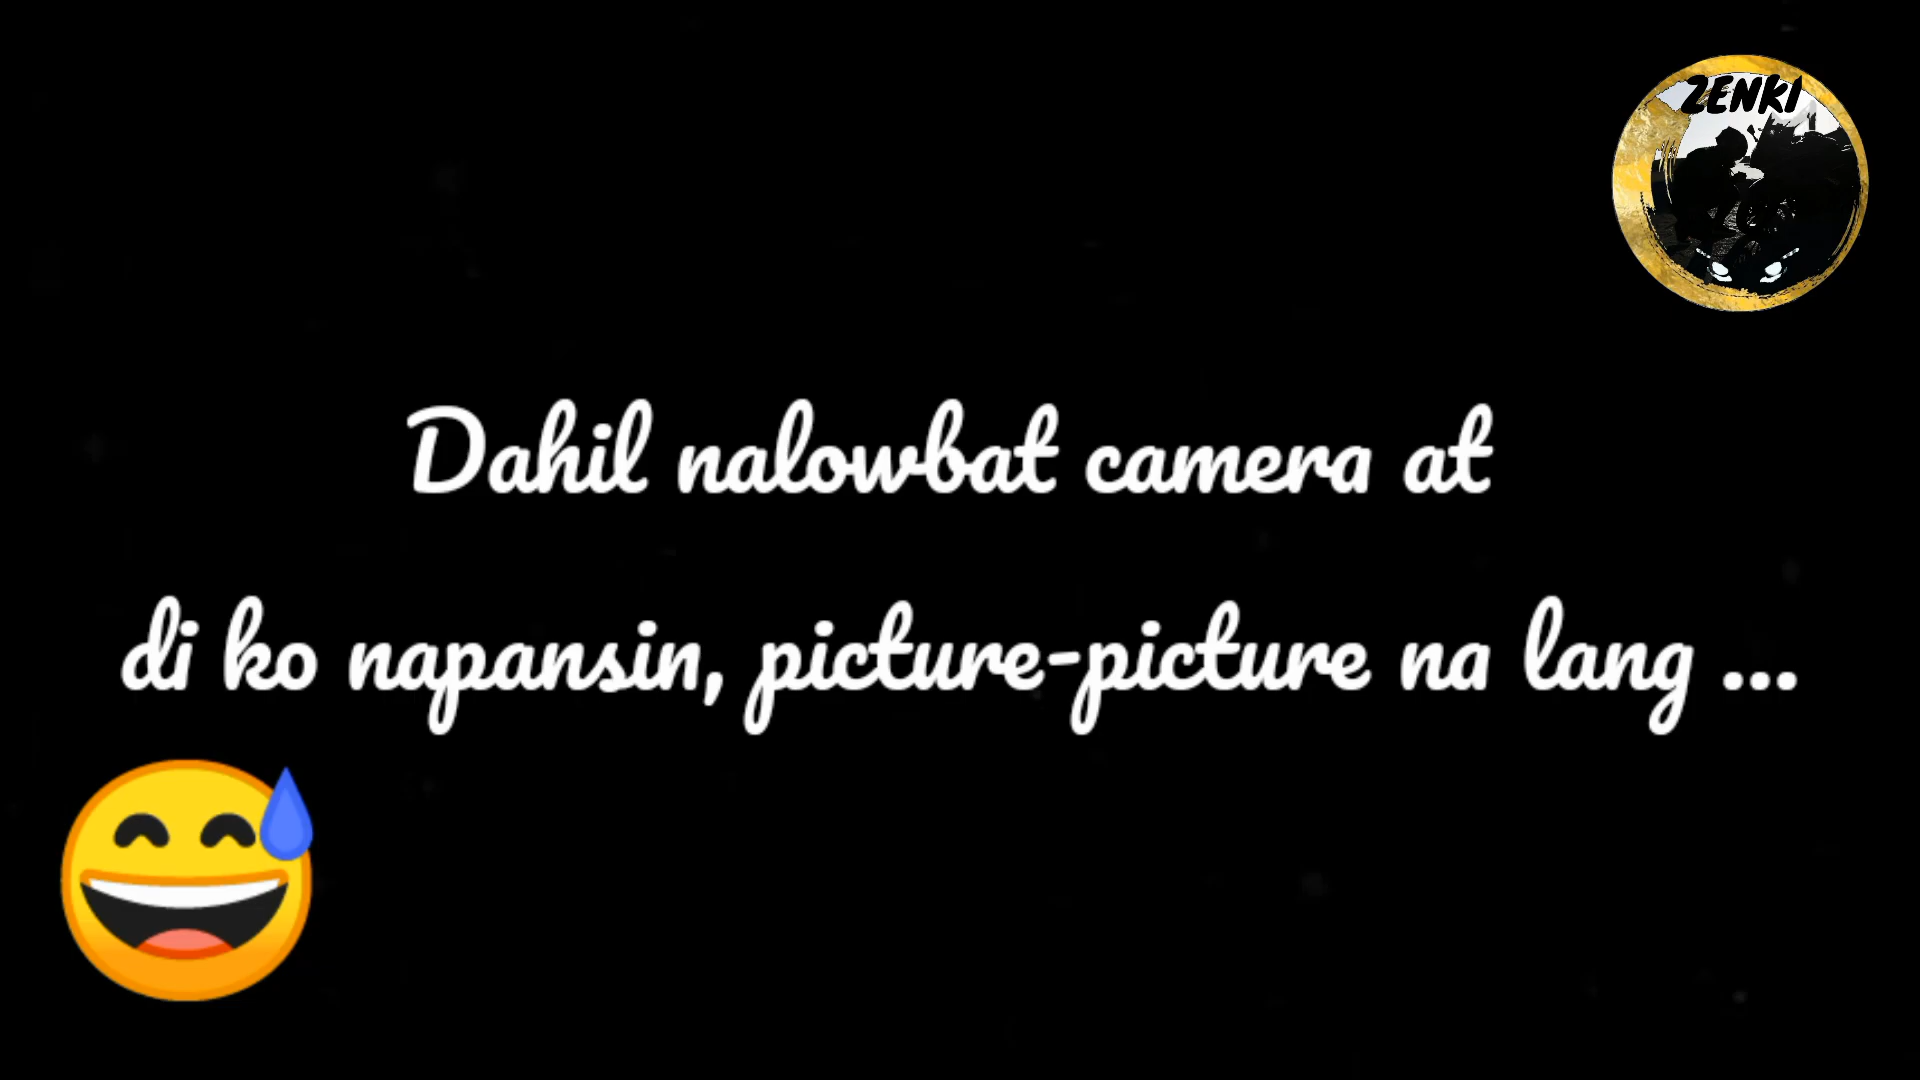 ZENKI
Dahil nalowbat camera at
di ko napansin, picture-picture na lang ...